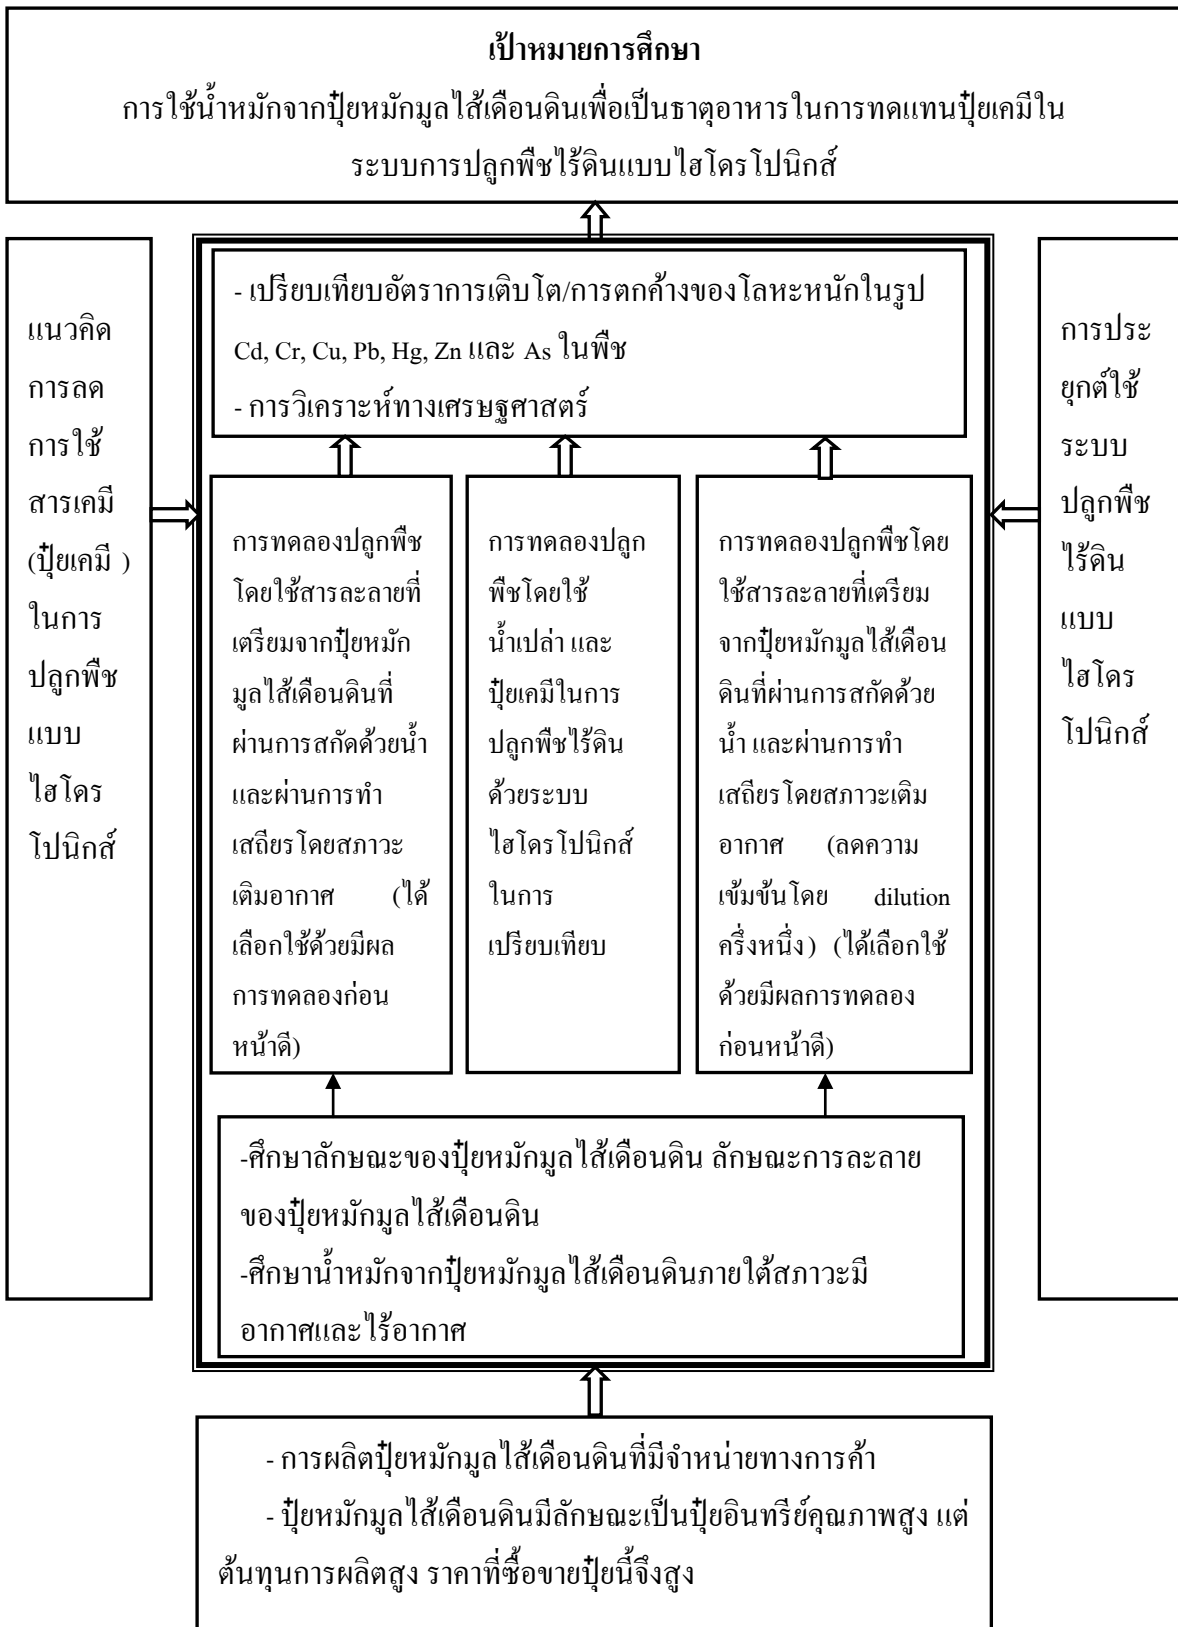 เป้าหมายการศึกษา
การใช้น้ำหมักจากปุ๋ยหมักมูลไส้เดือนดินเพื่อเป็นธาตุอาหารในการทดแทนปุ๋ยเคมีใน
ระบบการปลูกพืชไร้ดินแบบไฮโดรโปนิกส์
แนวคิด
การลด
การใช้
สารเคมี
(ปุ๋ยเคมี )
ในการ
ปลูกพืช
แบบ
ไฮโดร
โปนิกส์
- เปรียบเทียบอัตราการเติบโต/การตกค้างของโลหะหนักในรูป
Cd, Cr, Cu, Pb, Hg, Zn และ As ในพืช
- การวิเคราะห์ทางเศรษฐศาสตร์
การทดลองปลูกพืช
โดยใช้สารละลายที่
เตรียมจากปุ๋ยหมัก
มูลไส้เดือนดินที่
ผ่านการสกัดด้วยน้ำ
และผ่านการทำ
เสถียรโดยสภาวะ
เติมอากาศ (ได้
เลือกใช้ด้วยมีผล
การทดลองก่อน
หน้าดี)
การทดลองปลูก
พืชโดยใช้
น้ำเปล่า และ
ปุ๋ยเคมีในการ
ปลูกพืชไร้ดิน
ด้วยระบบ
ไฮโดรโปนิกส์
ในการ
เปรียบเทียบ
การทดลองปลูกพืชโดย
ใช้สารละลายที่เตรียม
จากปุ๋ยหมักมูลไส้เดือน
ดินที่ผ่านการสกัดด้วย
น้ำ และผ่านการทำ
เสถียรโดยสภาวะเติม
อากาศ (ลดความ
เข้มข้นโดย dilution
ครึ่งหนึ่ง) (ได้เลือกใช้
ด้วยมีผลการทดลอง
ก่อนหน้าดี)
การประ
ยุกต์ใช้
ระบบ
ปลูกพืช
ไร้ดิน
แบบ
ไฮโดร
โปนิกส์
-ศึกษาลักษณะของปุ๋ยหมักมูลไส้เดือนดิน ลักษณะการละลาย
ของปุ๋ยหมักมูลไส้เดือนดิน
-ศึกษาน้ำหมักจากปุ๋ยหมักมูลไส้เดือนดินภายใต้สภาวะมี
อากาศและไร้อากาศ
- การผลิตปุ๋ยหมักมูลไส้เดือนดินที่มีจำหน่ายทางการค้า
- ปุ๋ยหมักมูลไส้เดือนดินมีลักษณะเป็นปุ๋ยอินทรีย์คุณภาพสูง แต่
ต้นทุนการผลิตสูง ราคาที่ซื้อขายปุ๋ยนี้จึงสูง